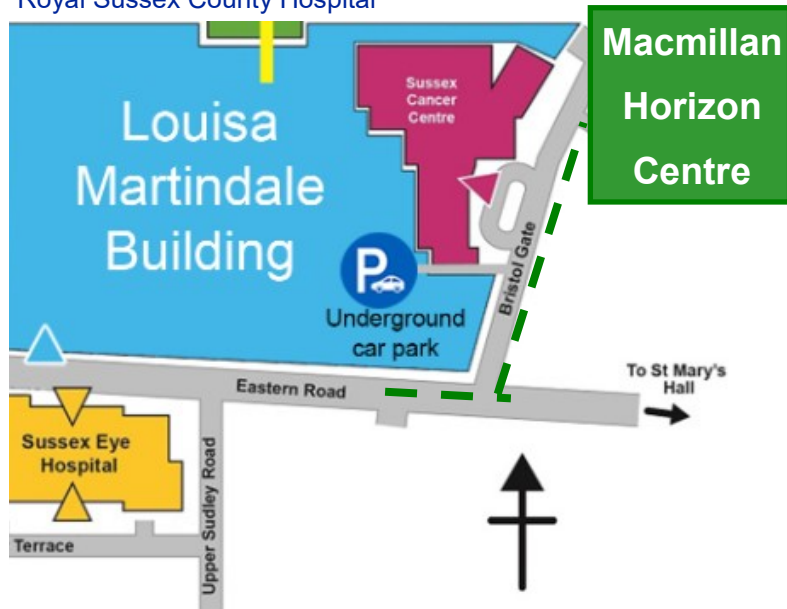 Royal Sussex County Hospital
Macmillan
Horizon
Centre
Sussex
Cancer
Centre
Louisa
Martindale
Building
P
Underground
car park
Bristol Gate
Eastern Road
To St Mary's
Hall
Sussex Eye
Hospital
Upper Sudley Road
Terrace